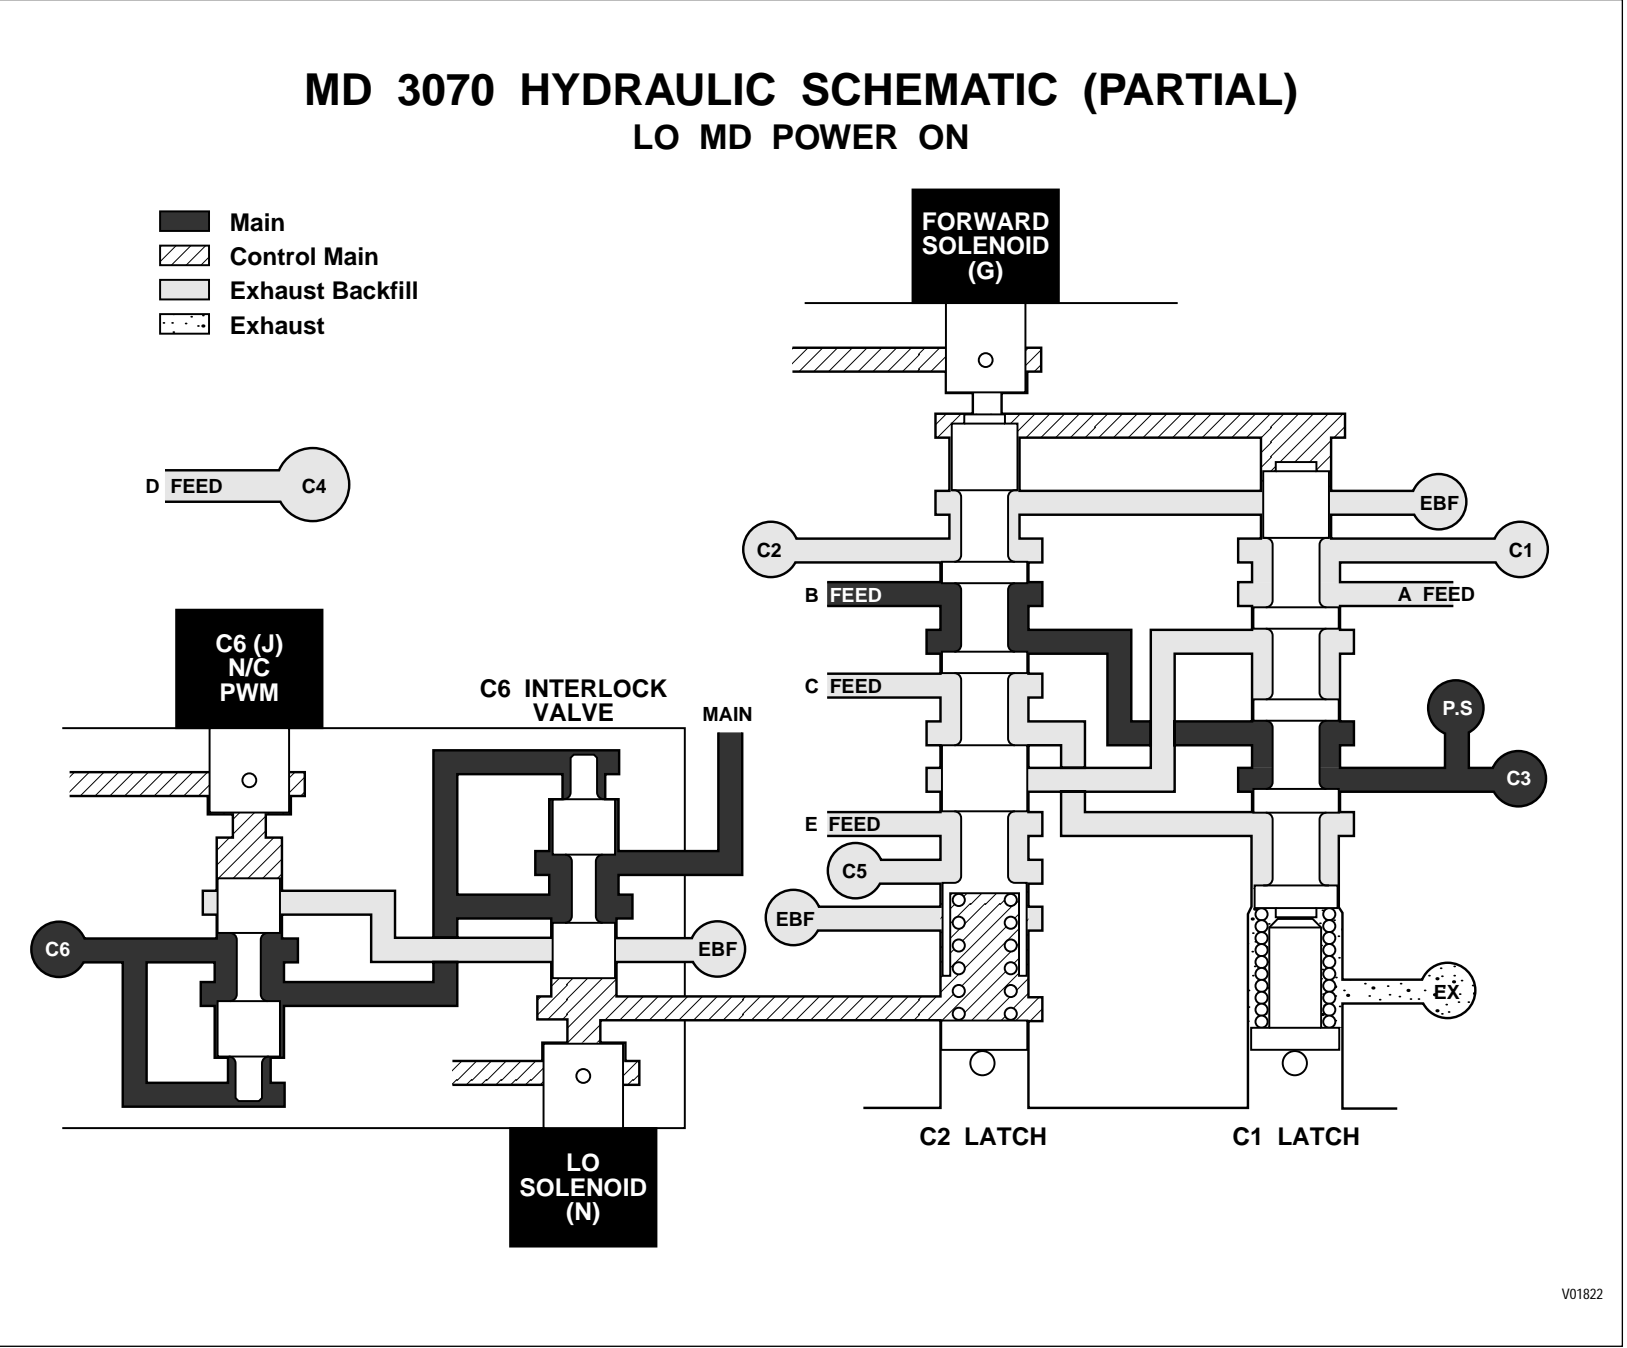 MD 3070 HYDRAULIC SCHEMATIC (PARTIAL)
LO MD POWER ON
Main
Control Main
Exhaust Backfill
Exhaust
FORWARD
SOLENOID
(G)
D FEED
C4
EBF
C2
C1
B FEED
A FEED
C6 (J)
N/C
PWM
C6 INTERLOCK
VALVE
MAIN
C FEED
P.S
C3
E FEED
C5
EBF
C6
EBF
EX
C2 LATCH
C1 LATCH
LO
SOLENOID
(N)
V01822